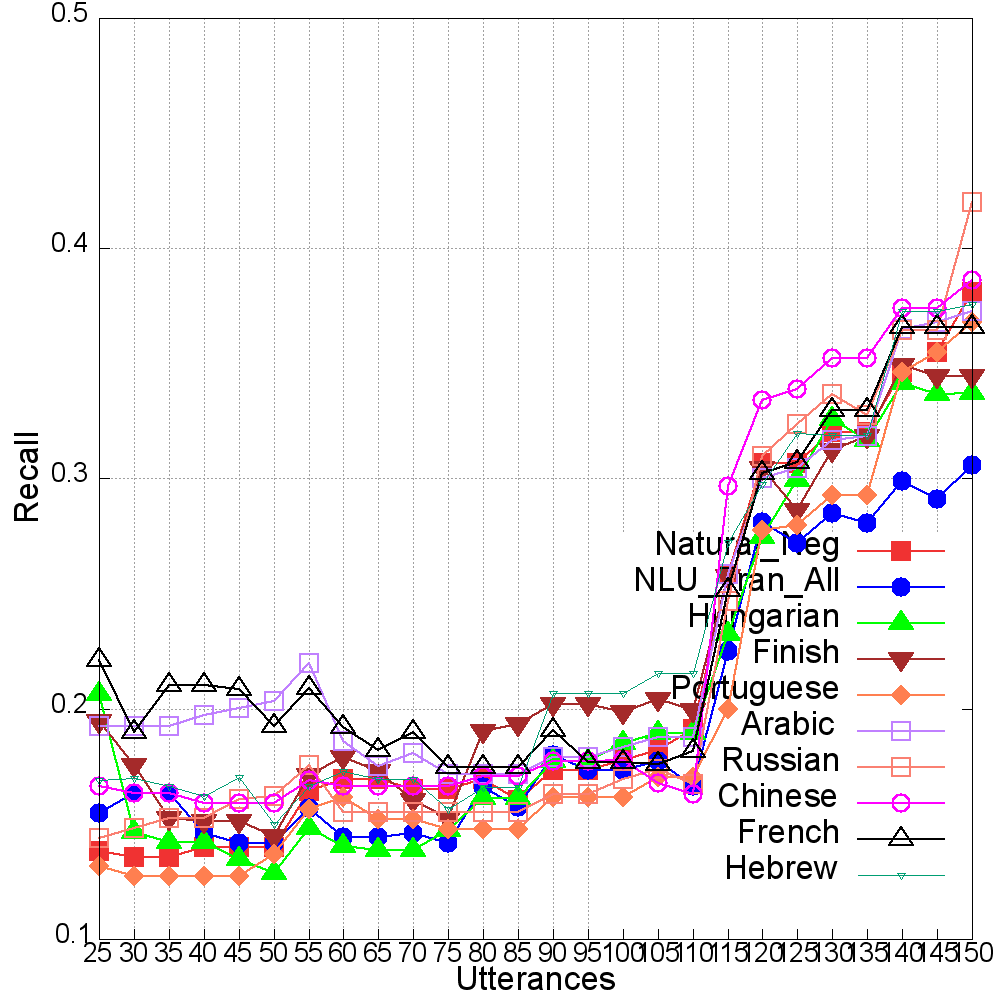 0.5
0.4
0.3
0.2
0.1
Recall
Natural_Neg
NLU_Tran_All
Hungarian
Finish
Portuguese
Arabic
Russian
Chinese
French
Hebrew
25 30 35 40 45 50 55 60 65 70 75 80 85 90 95 100 105 110 115 120 125 130 135 140 145 150
Utterances